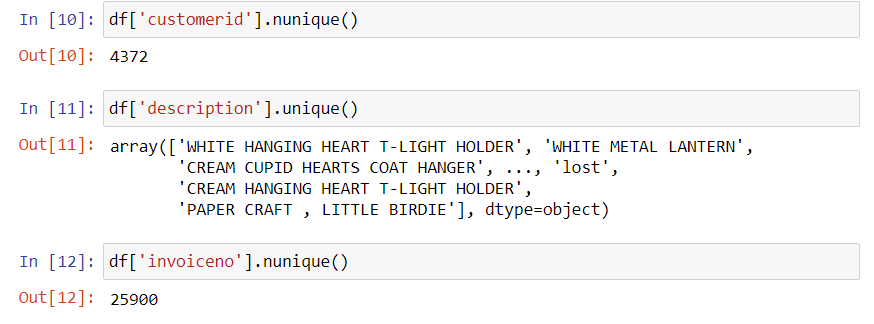 In [10]: df['customerid'].nunique()
Out[10]: 4372
In [11]: df['description'].unique()
Out[11]: array(['WHITE HANGING HEART T-LIGHT HOLDER', 'WHITE METAL LANTERN',
'CREAM CUPID HEARTS COAT HANGER', ..., 'lost',
'CREAM HANGING HEART T-LIGHT HOLDER',
'PAPER CRAFT , LITTLE BIRDIE'], dtype=object)
In [12]: df['invoiceno'].nunique()
Out[12]: 25900